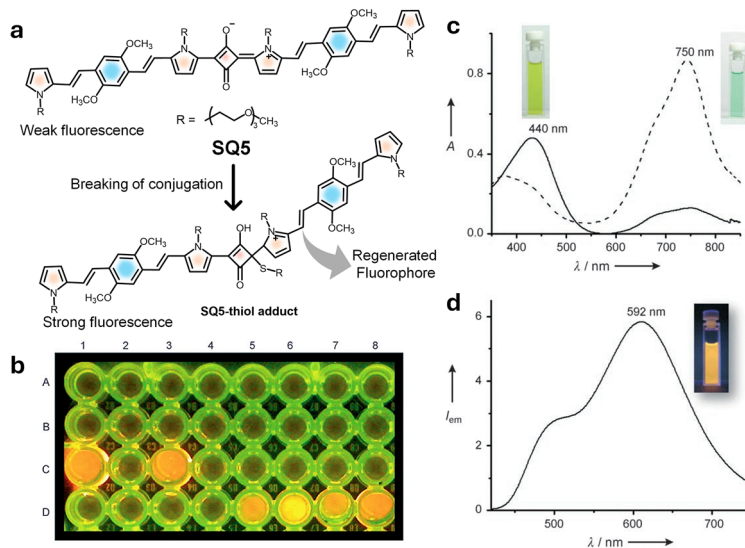 a
O⁻
R
N
OCH₃
R
N
N⁺
R
OCH₃
R
N
N
R
H₃CO
O
H₃CO
Weak fluorescence
R = ( O )₃ CH₃
SQ5
Breaking of conjugation
OCH₃
N
R
R
N⁺
H₃CO
R
N
OH
OCH₃
S-R
O
Regenerated
Fluorophore
H₃CO
N
R
Strong fluorescence
SQ5-thiol adduct
b
1 2 3 4 5 6 7 8
A
B
C
D
c
750 nm
440 nm
0.8
A
0.4
0.0
400 500 600 700 800
λ / nm
d
592 nm
6
4
I em
2
0
500 600 700
λ / nm